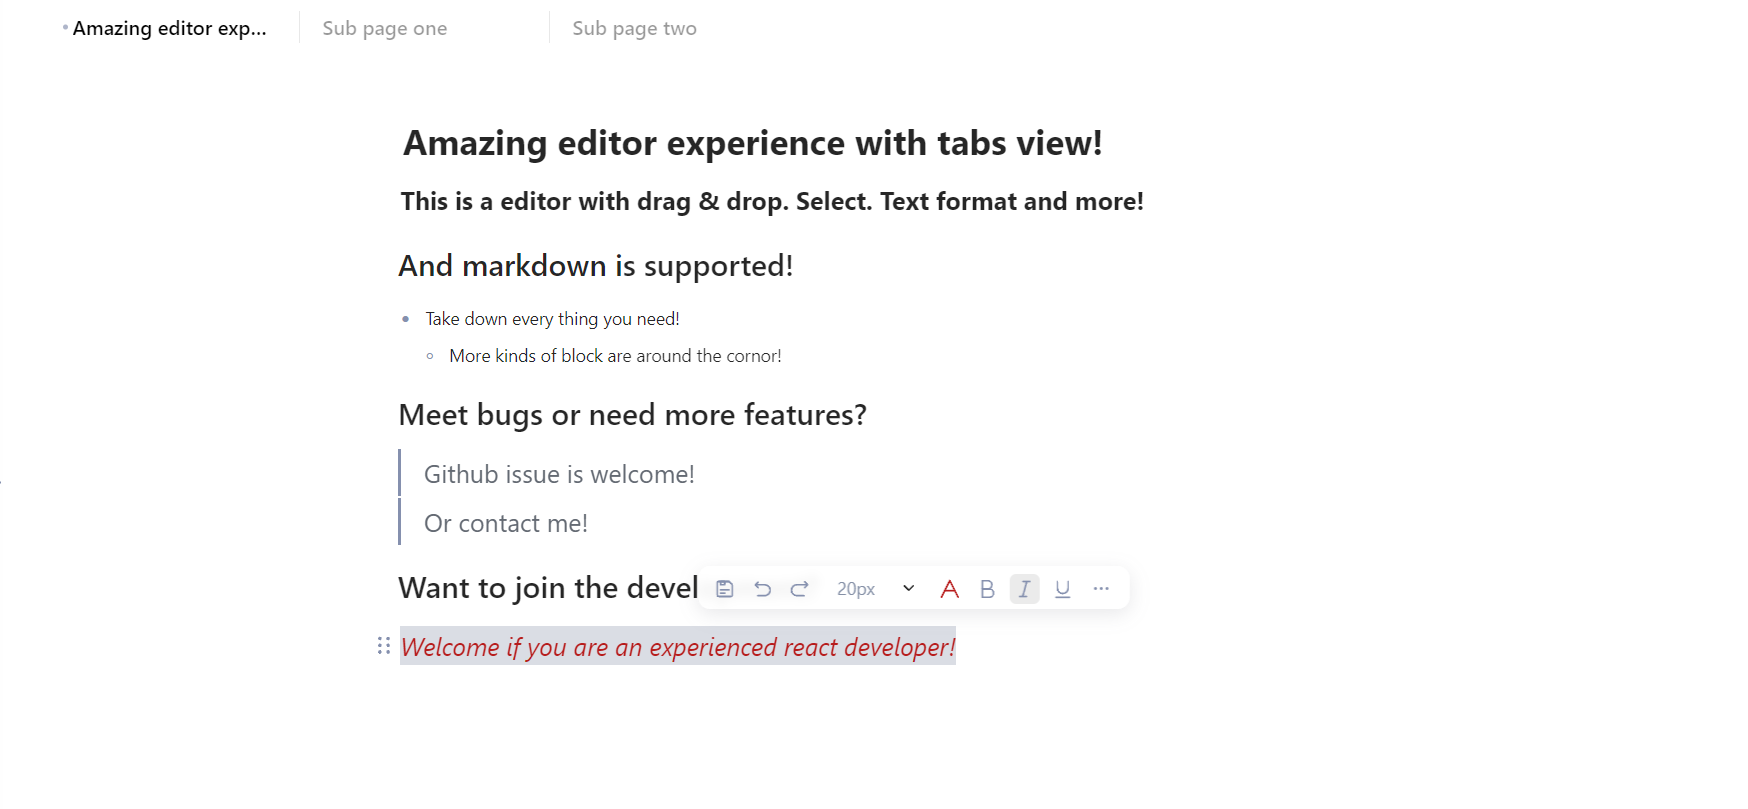 Amazing editor exp...
Sub page one
Sub page two
Amazing editor experience with tabs view!
This is a editor with drag & drop. Select. Text format and more!
And markdown is supported!
Take down every thing you need!
More kinds of block are around the cornor!
Meet bugs or need more features?
Github issue is welcome!
Or contact me!
Want to join the devel
20px A B I U ...
Welcome if you are an experienced react developer!